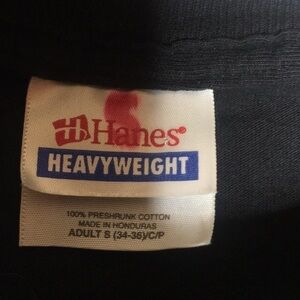 Hanes®
HEAVYWEIGHT
100% PRESHRUNK COTTON
MADE IN HONDURAS
ADULT S (34-36)/C/P